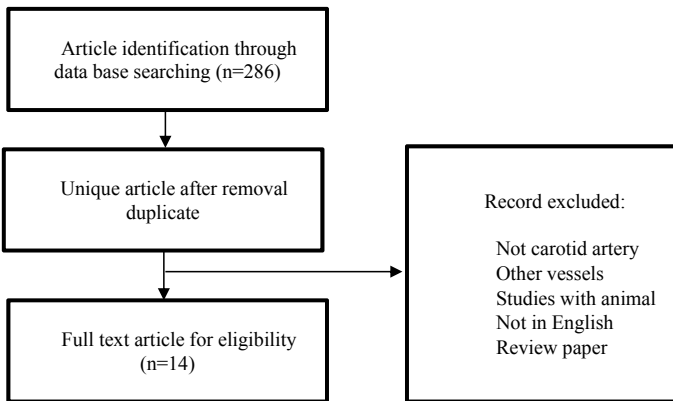 Article identification through
data base searching (n=286)
Unique article after removal
duplicate
Record excluded:
Not carotid artery
Other vessels
Studies with animal
Not in English
Review paper
Full text article for eligibility
(n=14)